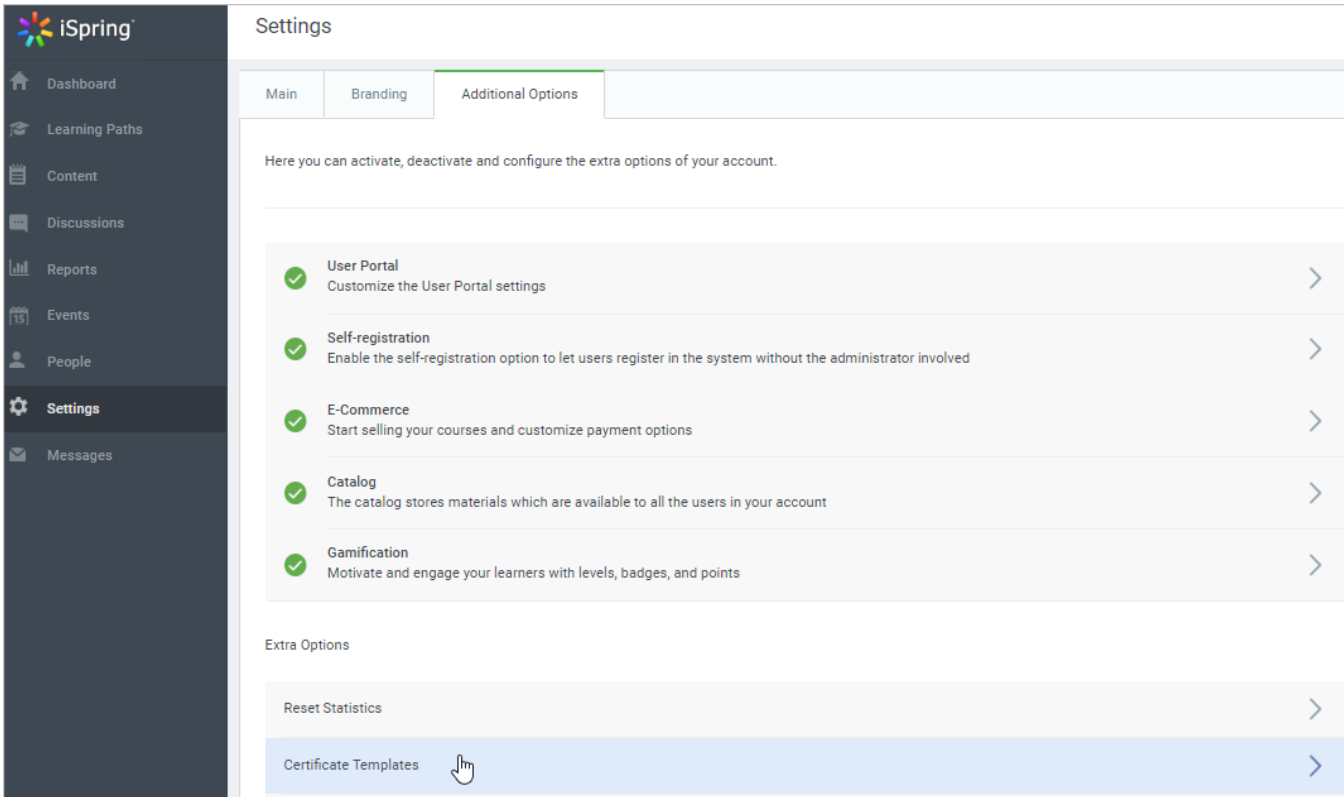 iSpring
Settings
Dashboard
Learning Paths
Content
Discussions
Reports
15
Events
People
Settings
Messages
Main
Branding
Additional Options
Here you can activate, deactivate and configure the extra options of your account.
User Portal
Customize the User Portal settings
Self-registration
Enable the self-registration option to let users register in the system without the administrator involved
E-Commerce
Start selling your courses and customize payment options
Catalog
The catalog stores materials which are available to all the users in your account
Gamification
Motivate and engage your learners with levels, badges, and points
Extra Options
Reset Statistics
Certificate Templates